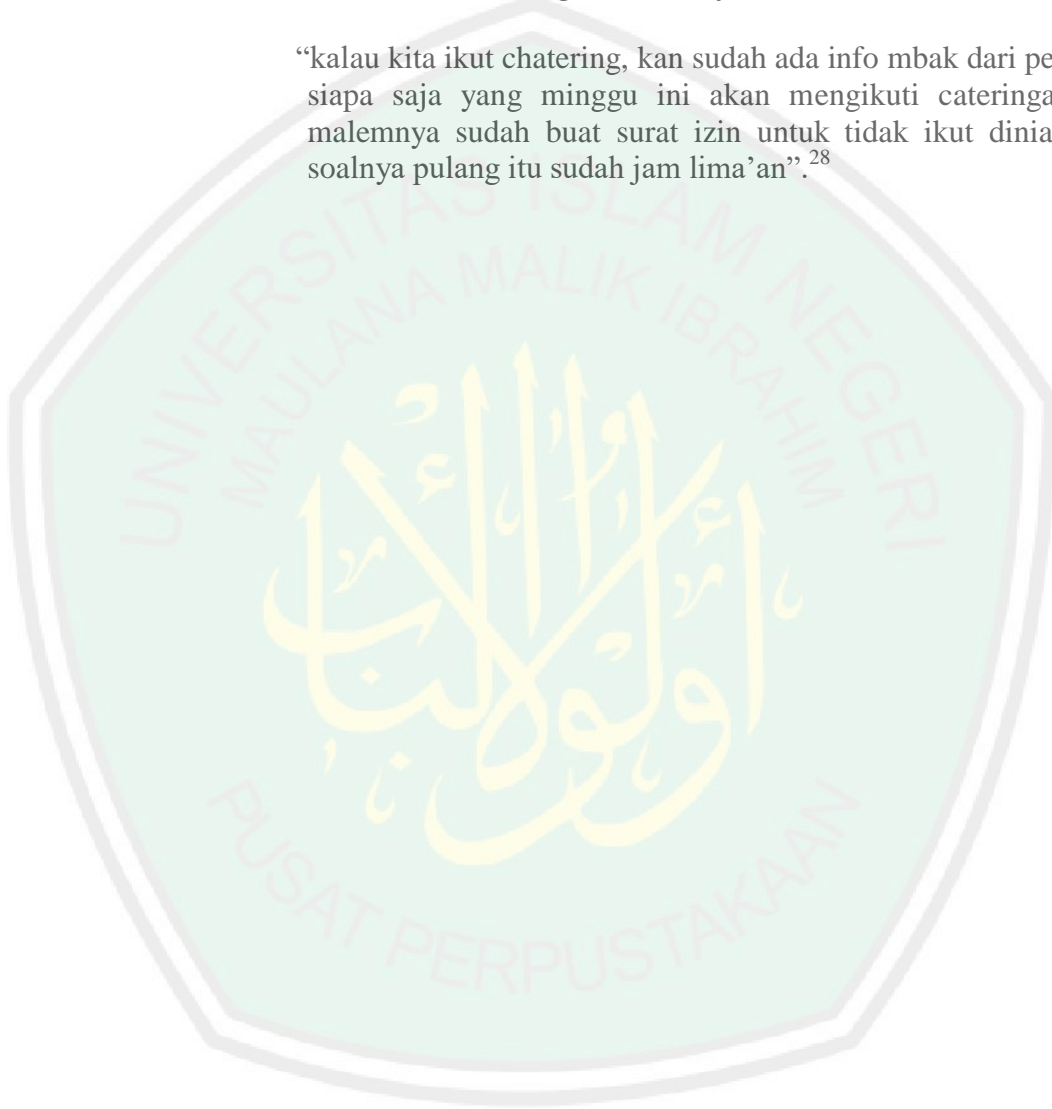 “kalau kita ikut chatering, kan sudah ada info mbak dari pe
siapa saja yang minggu ini akan mengikuti cateringa
malemnya sudah buat surat izin untuk tidak ikut dinia
soalnya pulang itu sudah jam lima’an”.28
UNIVERSITAS ISLAM NEGERI
MAULANA MALIK IBRAHIM
أولوا الألباب
PUSAT PERPUSTAKAAN